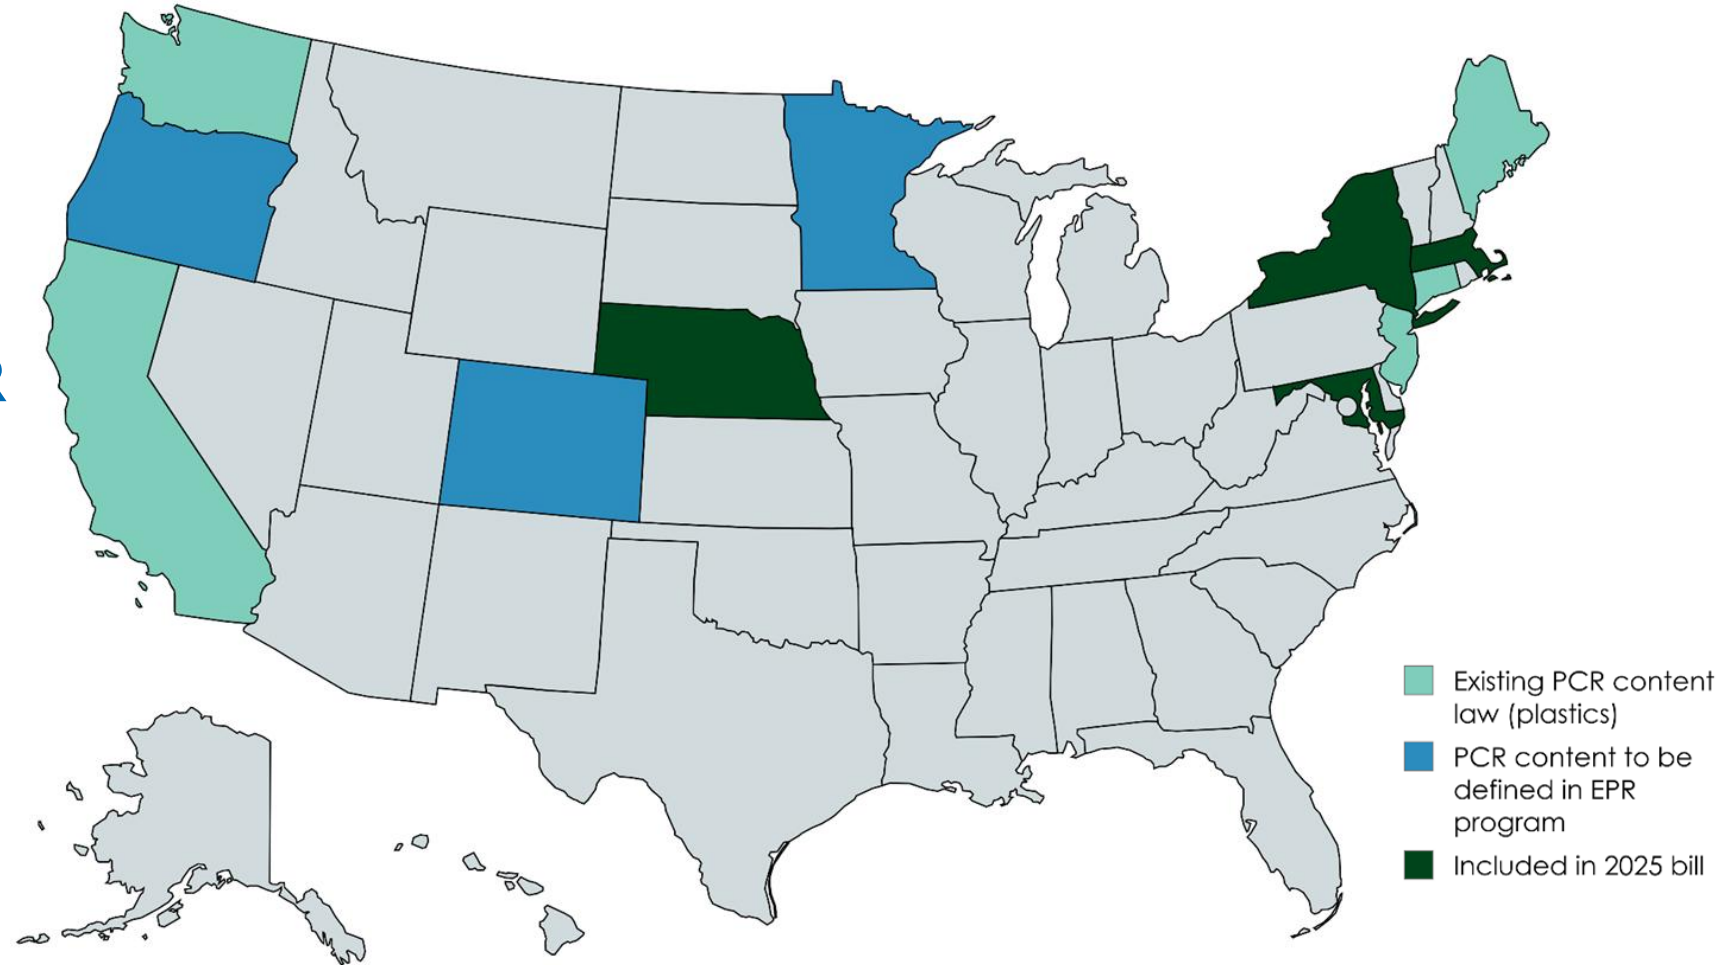 R
Existing PCR content
law (plastics)
PCR content to be
defined in EPR
program
Included in 2025 bill